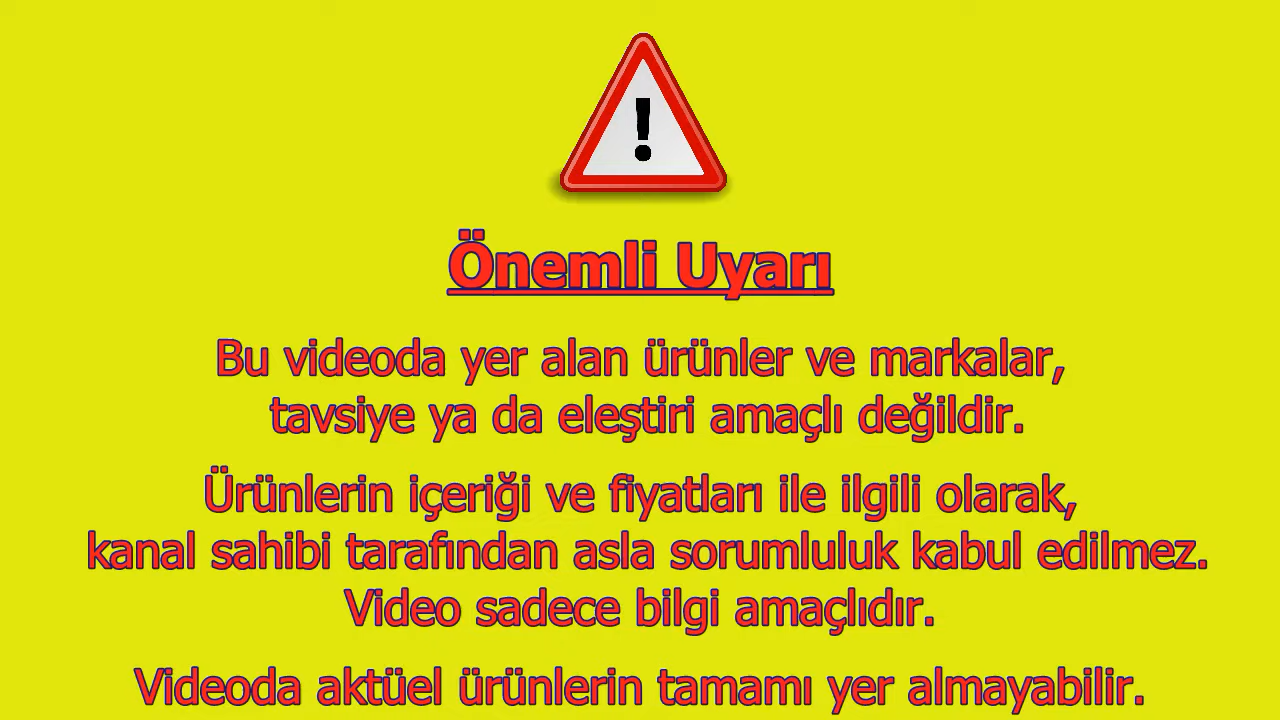 Önemli Uyarı
Bu videoda yer alan ürünler ve markalar,
tavsiye ya da eleştiri amaçlı değildir.
Ürünlerin içeriği ve fiyatları ile ilgili olarak,
kanal sahibi tarafından asla sorumluluk kabul edilmez.
Video sadece bilgi amaçlıdır.
Videoda aktüel ürünlerin tamamı yer almayabilir.